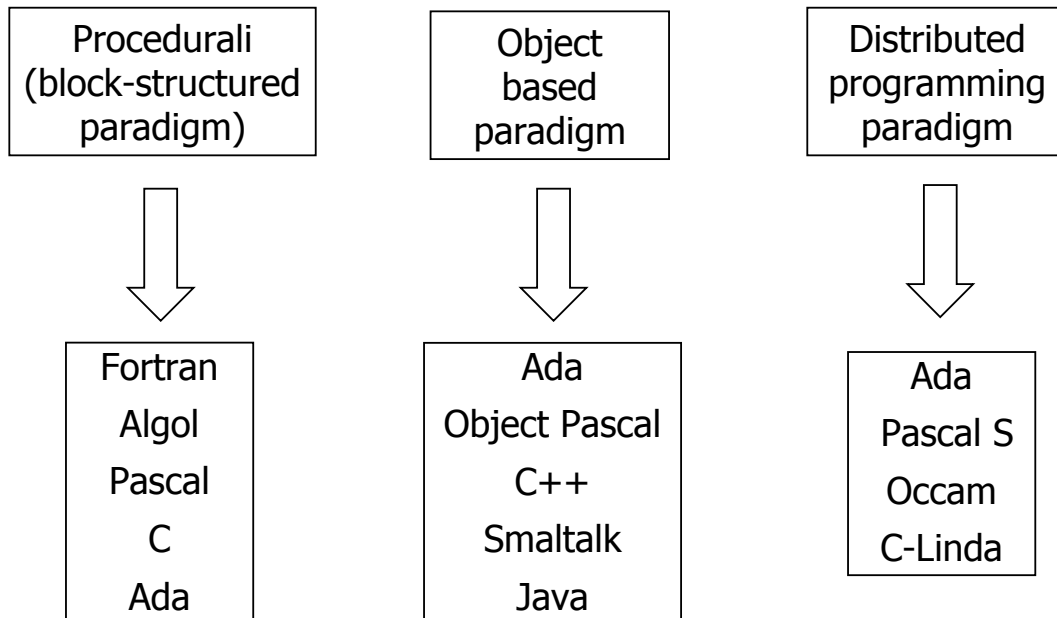 Procedurali
(block-structured
paradigm)
Object
based
paradigm
Distributed
programming
paradigm
Fortran
Algol
Pascal
C
Ada
Ada
Object Pascal
C++
Smaltalk
Java
Ada
Pascal S
Occam
C-Linda